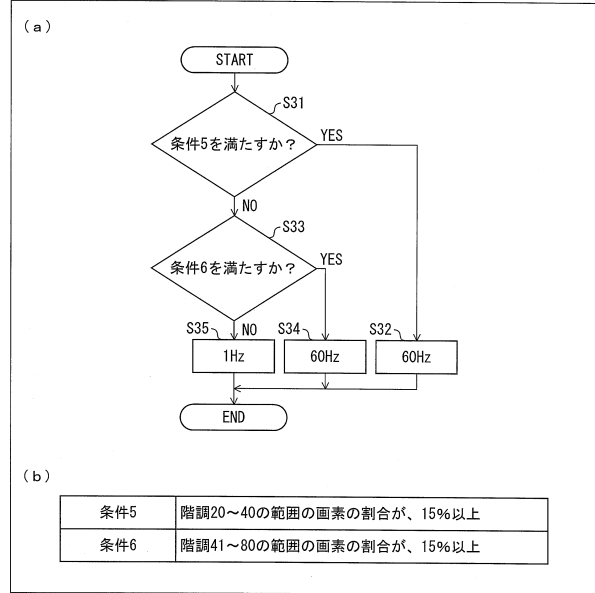 (a)
START
S31
条件5を満たすか?
YES
NO
S33
条件6を満たすか?
YES
NO
S35
1Hz
S34
60Hz
S32
60Hz
END
(b)
条件5 階調20~40の範囲の画素の割合が、15%以上
条件6 階調41~80の範囲の画素の割合が、15%以上